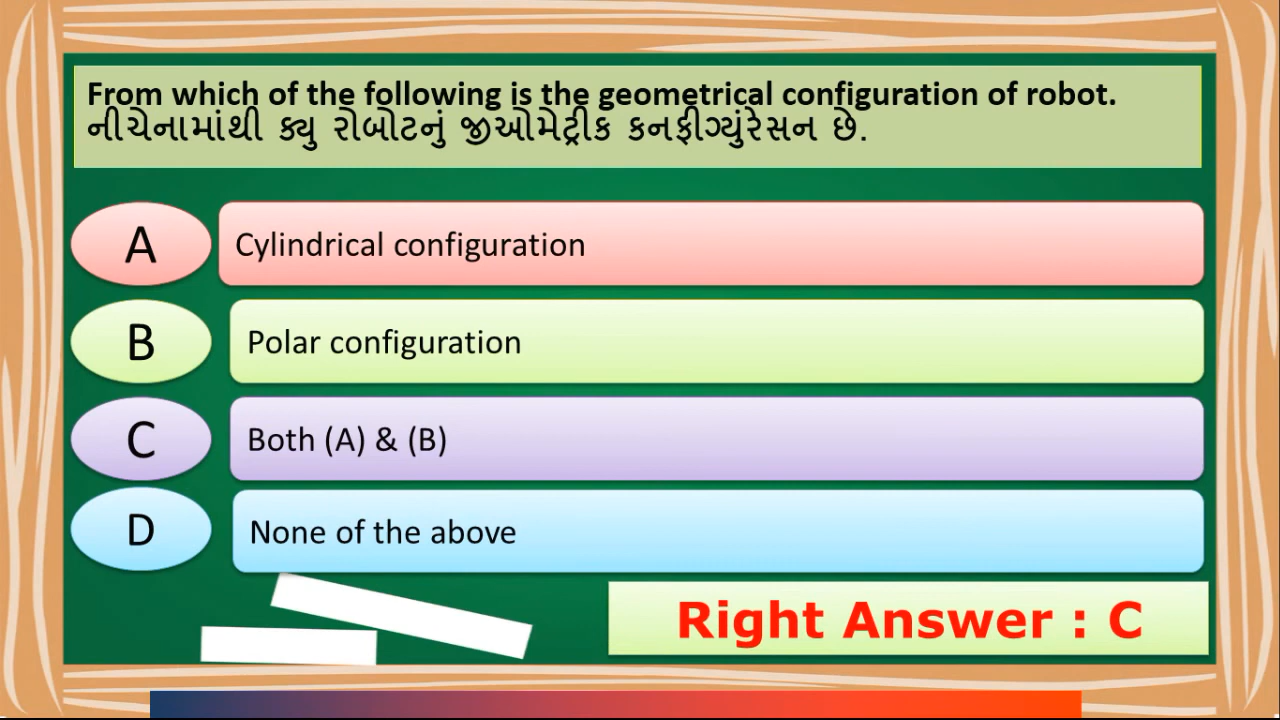 From which of the following is the geometrical configuration of robot.
નીચેનામાંથી ક્યુ રોબોટનું જીઓમેટ્રીક કનફીગ્યુંરેસન છે.
A
Cylindrical configuration
B
Polar configuration
C
Both (A) & (B)
D
None of the above
Right Answer : C